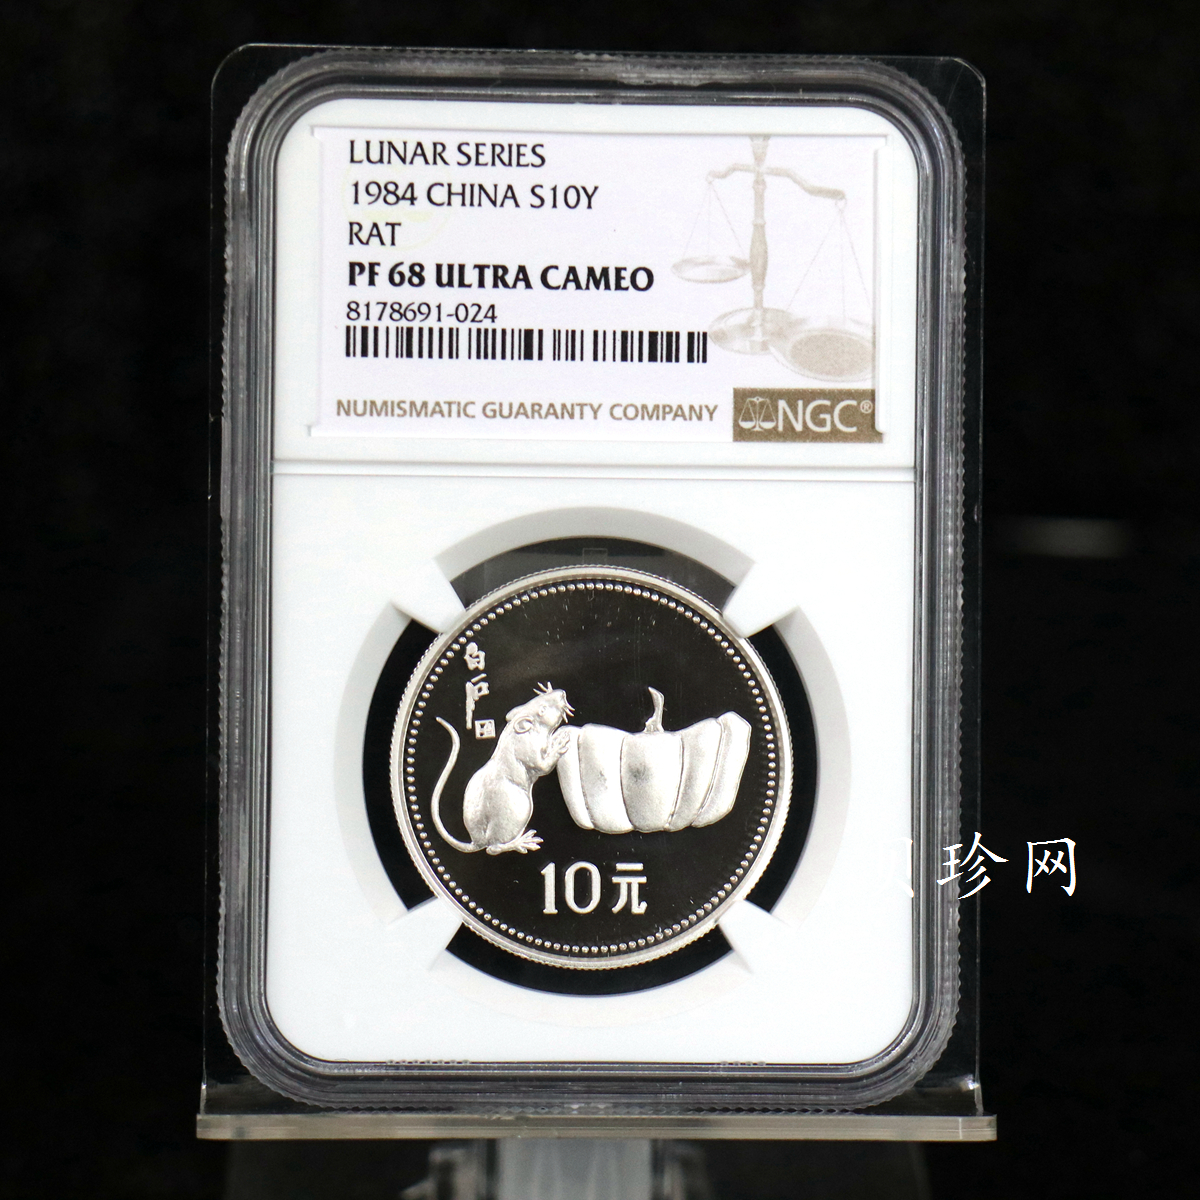 LUNAR SERIES
1984 CHINA S10Y
RAT
PF 68 ULTRA CAMEO
8178691-024
NUMISMATIC GUARANTY COMPANY
NGC®
白石
10元
珍网